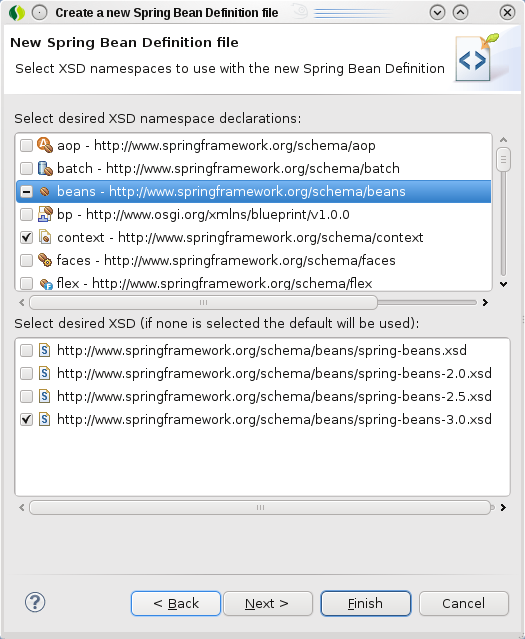 Create a new Spring Bean Definition file
New Spring Bean Definition file
Select XSD namespaces to use with the new Spring Bean Definition
Select desired XSD namespace declarations:
aop - http://www.springframework.org/schema/aop
batch - http://www.springframework.org/schema/batch
beans - http://www.springframework.org/schema/beans
bp - http://www.osgi.org/xmlns/blueprint/v1.0.0
context - http://www.springframework.org/schema/context
faces - http://www.springframework.org/schema/faces
flex - http://www.springframework.org/schema/flex
Select desired XSD (if none is selected the default will be used):
http://www.springframework.org/schema/beans/spring-beans.xsd
http://www.springframework.org/schema/beans/spring-beans-2.0.xsd
http://www.springframework.org/schema/beans/spring-beans-2.5.xsd
http://www.springframework.org/schema/beans/spring-beans-3.0.xsd
< Back Next > Finish Cancel